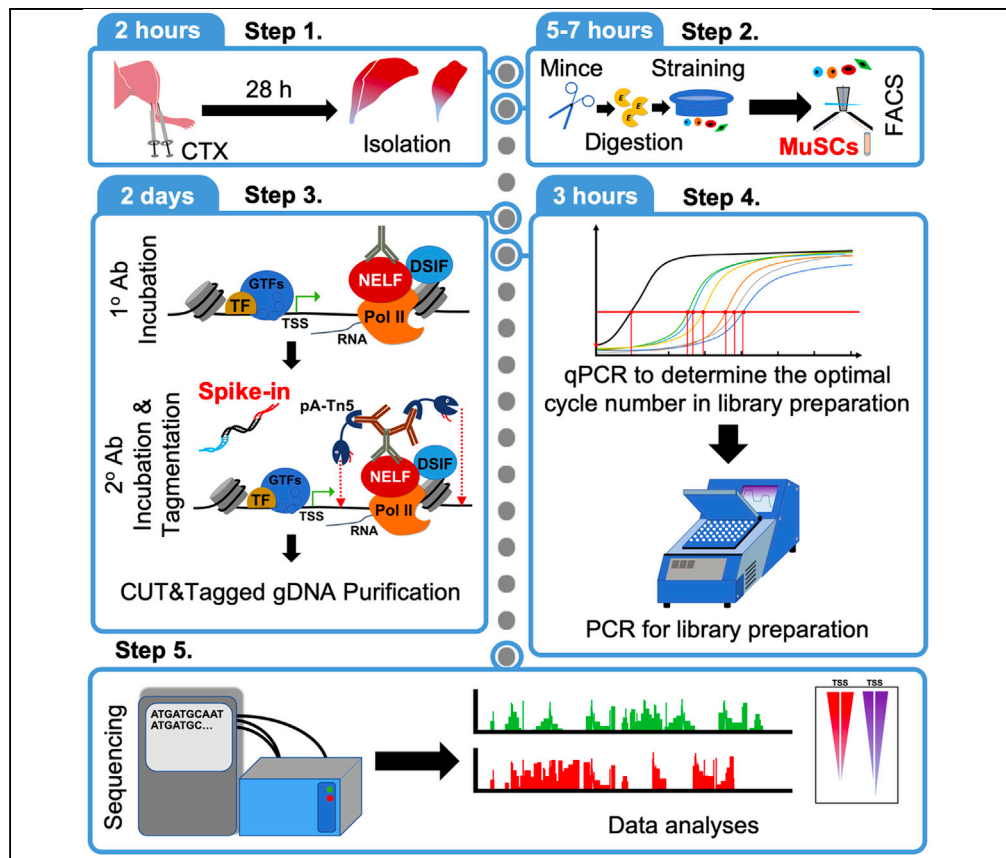 2 hours
Step 1.
28 h
CTX
Isolation
5-7 hours
Step 2.
Mince
Straining
E
E
E
Digestion
MuSCs
FACS
2 days
Step 3.
1º Ab
Incubation
GTFs
TF
TSS
NELF
DSIF
Pol II
RNA
2º Ab
Incubation &
Tagmentation
Spike-in
pA-Tn5
GTFs
TF
TSS
NELF
DSIF
Pol II
RNA
CUT&Tagged gDNA Purification
3 hours
Step 4.
qPCR to determine the optimal
cycle number in library preparation
PCR for library preparation
Step 5.
Sequencing
ATGATGCAAT
ATGATGC...
Data analyses
TSS
TSS